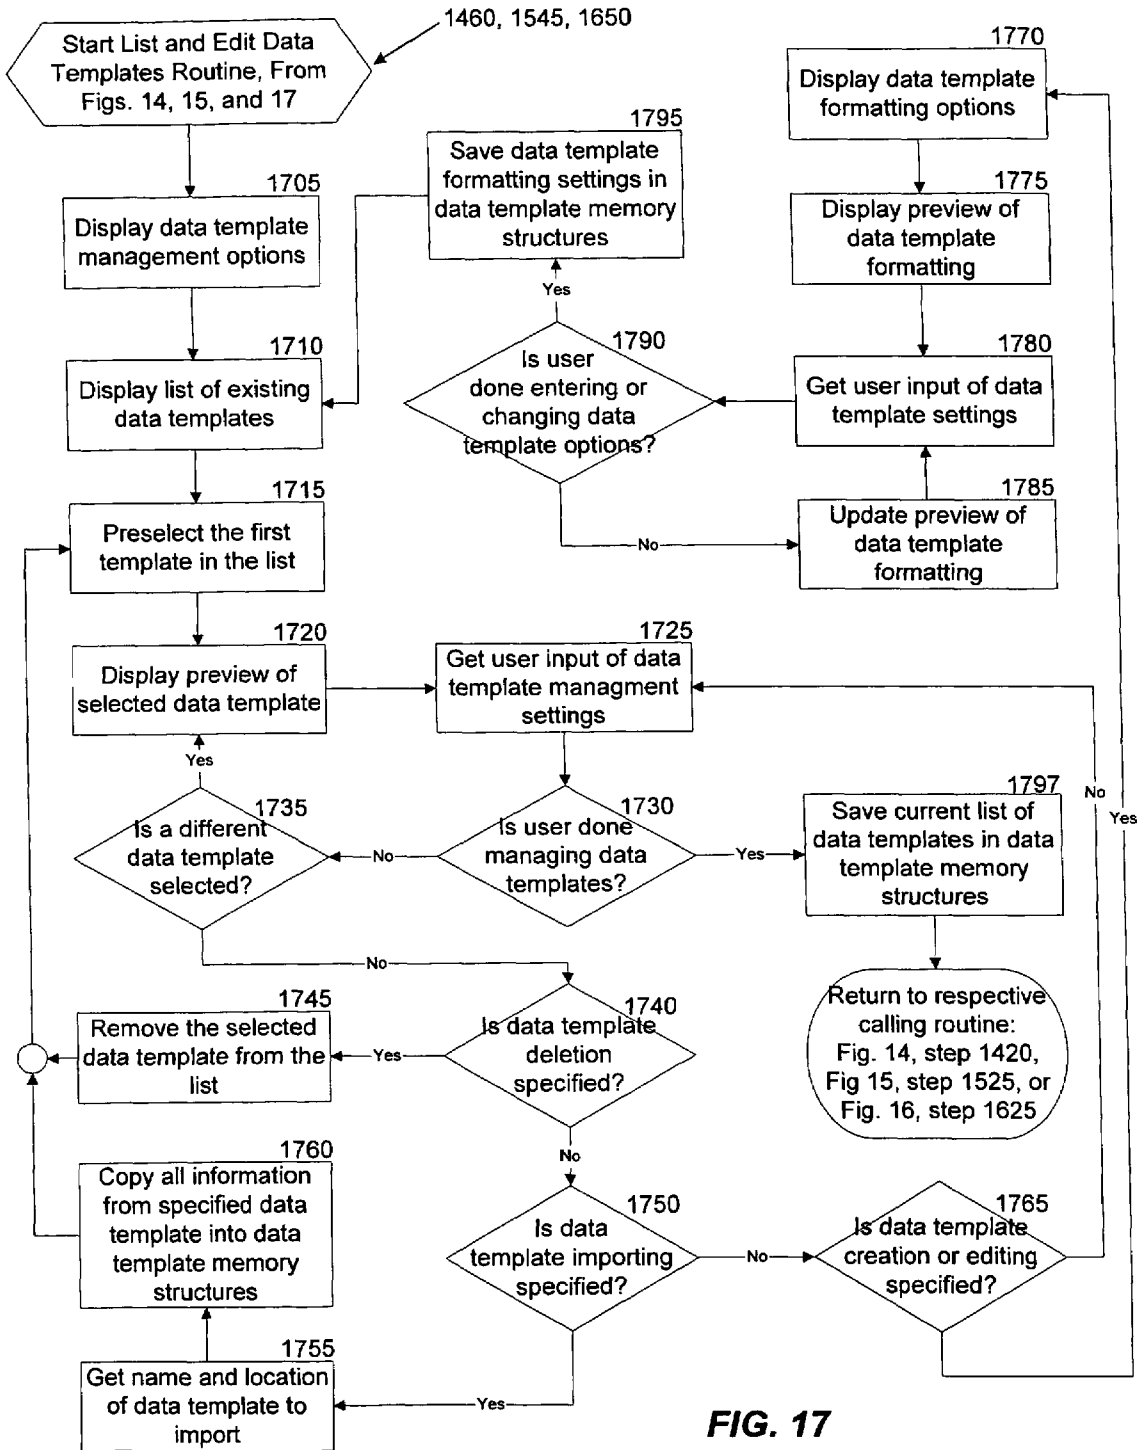 1460, 1545, 1650
Start List and Edit Data
Templates Routine, From
Figs. 14, 15, and 17
1705
Display data template
management options
1710
Display list of existing
data templates
1715
Preselect the first
template in the list
1720
Display preview of
selected data template
1725
Get user input of data
template managment
settings
1730
Is user done
managing data
templates?
No
Yes
1735
Is a different
data template
selected?
Yes
No
1740
Is data template
deletion
specified?
Yes
No
1745
Remove the selected
data template from the
list
1750
Is data
template importing
specified?
No
Yes
1755
Get name and location
of data template to
import
1760
Copy all information
from specified data
template into data
template memory
structures
1765
Is data template
creation or editing
specified?
No
Yes
1770
Display data template
formatting options
1775
Display preview of
data template
formatting
1780
Get user input of data
template settings
1785
Update preview of
data template
formatting
1790
Is user
done entering or
changing data
template options?
Yes
No
1795
Save data template
formatting settings in
data template memory
structures
1797
Save current list of
data templates in data
template memory
structures
Return to respective
calling routine:
Fig. 14, step 1420,
Fig 15, step 1525, or
Fig. 16, step 1625
FIG. 17